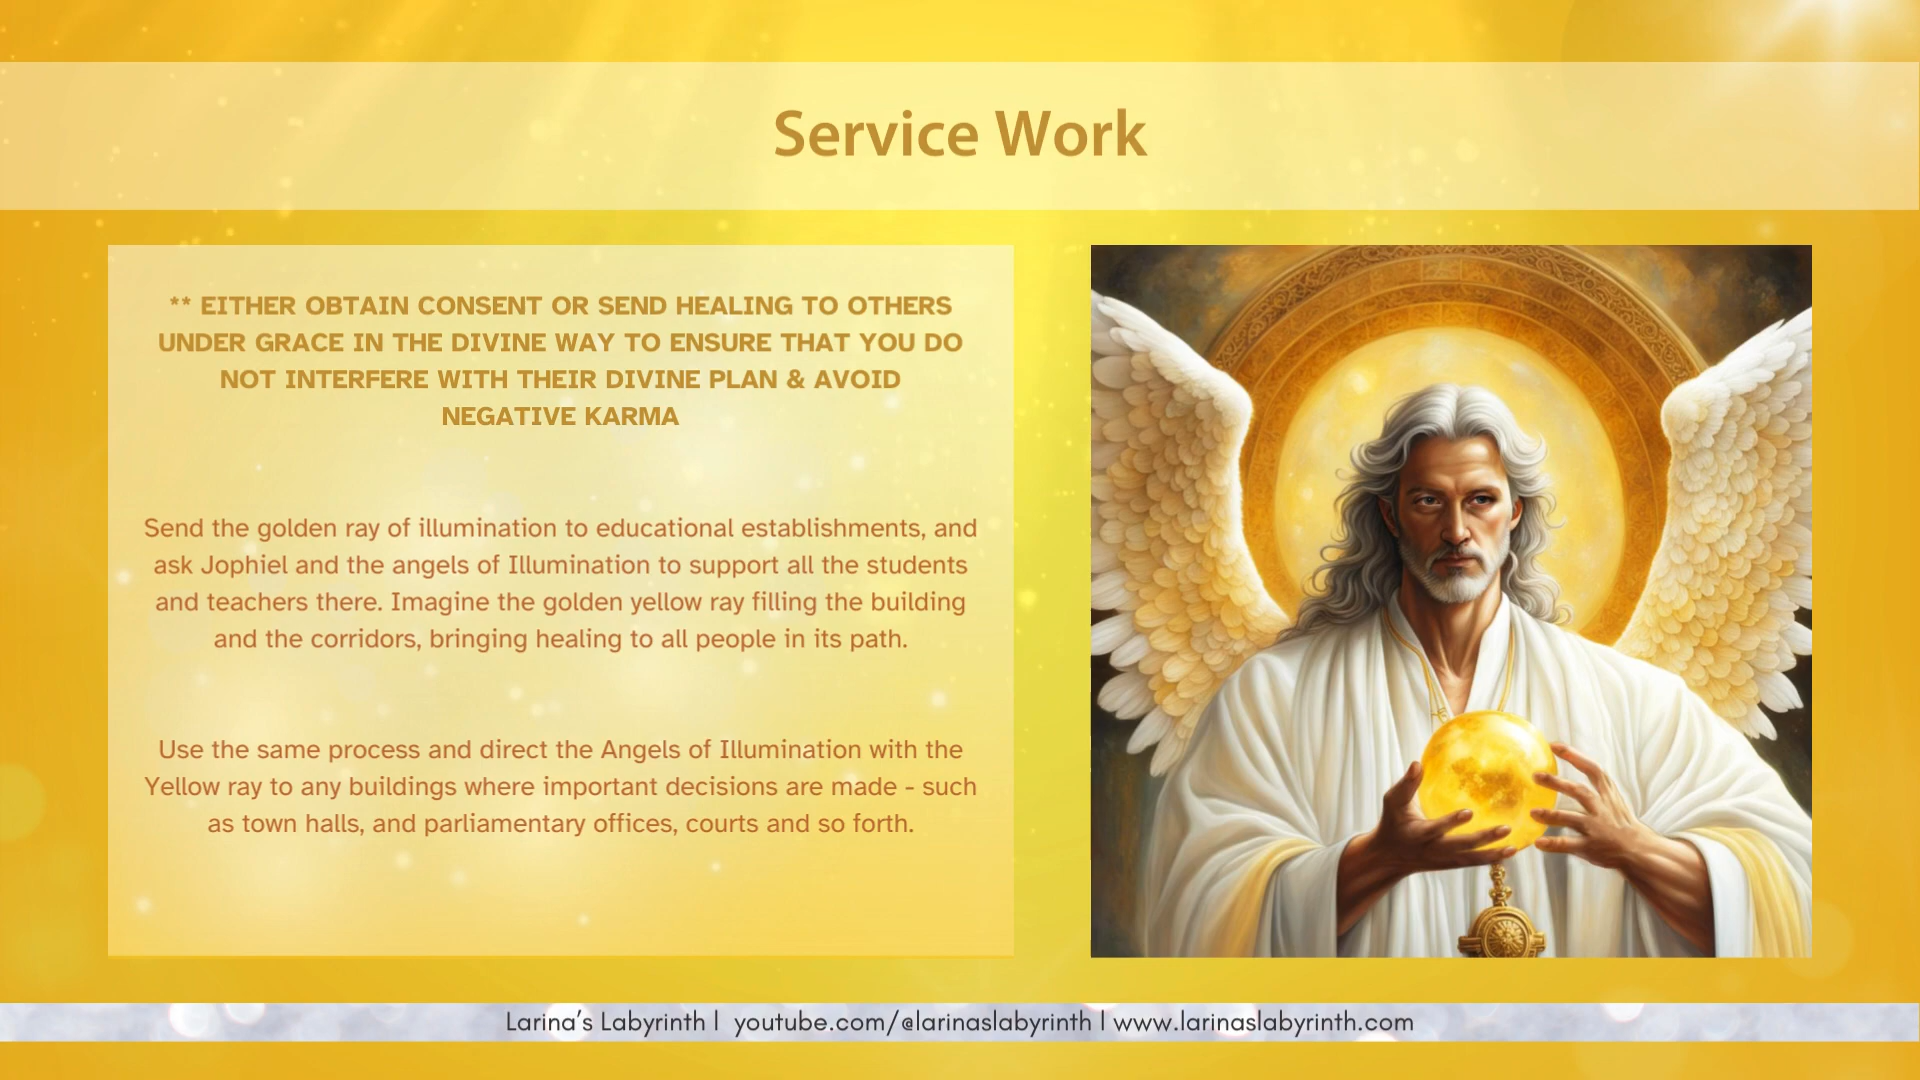 Service Work
** EITHER OBTAIN CONSENT OR SEND HEALING TO OTHERS
UNDER GRACE IN THE DIVINE WAY TO ENSURE THAT YOU DO
NOT INTERFERE WITH THEIR DIVINE PLAN & AVOID
NEGATIVE KARMA
Send the golden ray of illumination to educational establishments, and
ask Jophiel and the angels of Illumination to support all the students
and teachers there. Imagine the golden yellow ray filling the building
and the corridors, bringing healing to all people in its path.
Use the same process and direct the Angels of Illumination with the
Yellow ray to any buildings where important decisions are made - such
as town halls, and parliamentary offices, courts and so forth.
Larina's Labyrinth | youtube.com/@larinaslabyrinth | www.larinaslabyrinth.com